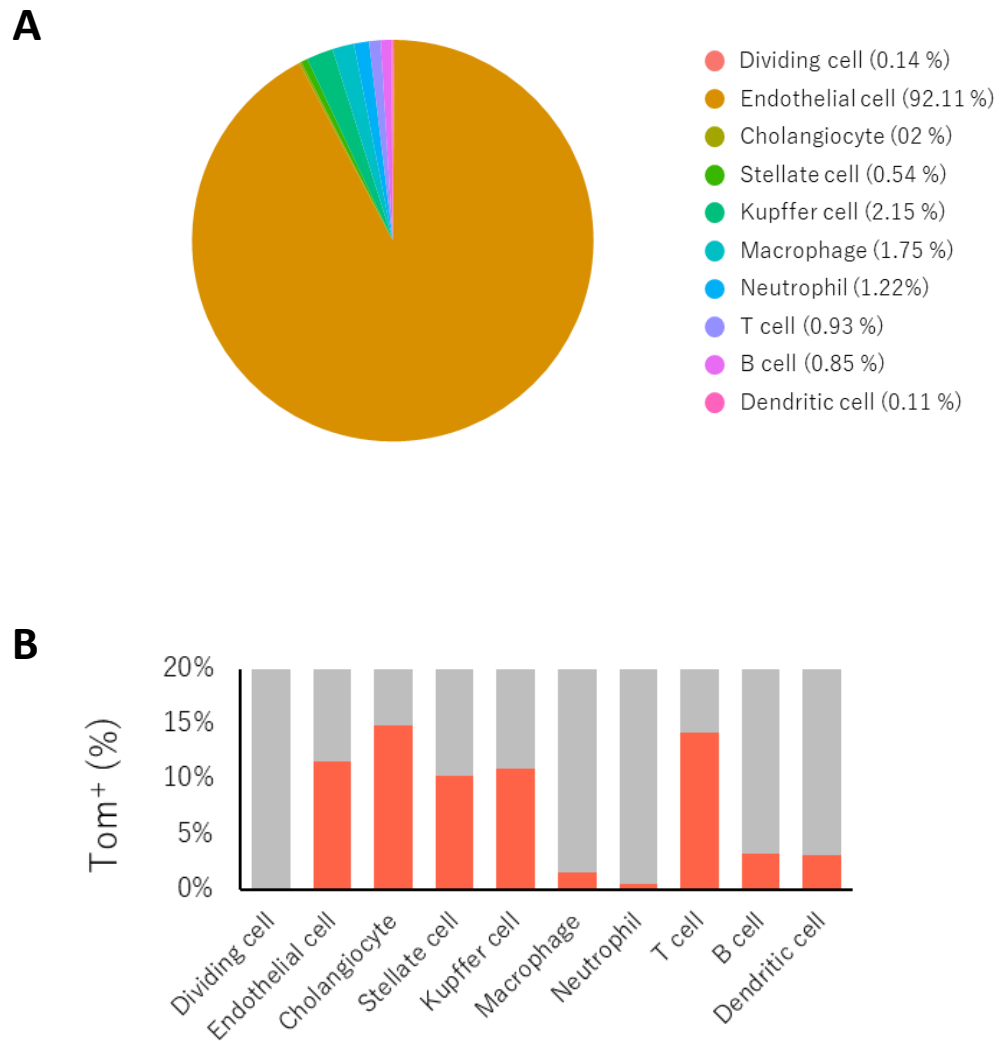 A
Dividing cell (0.14 %)
Endothelial cell (92.11 %)
Cholangiocyte (02 %)
Stellate cell (0.54 %)
Kupffer cell (2.15 %)
Macrophage (1.75 %)
Neutrophil (1.22%)
T cell (0.93 %)
B cell (0.85 %)
Dendritic cell (0.11 %)
B
Tom⁺ (%)
20%
15%
10%
5%
0%
Dividing cell
Endothelial cell
Cholangiocyte
Stellate cell
Kupffer cell
Macrophage
Neutrophil
T cell
B cell
Dendritic cell